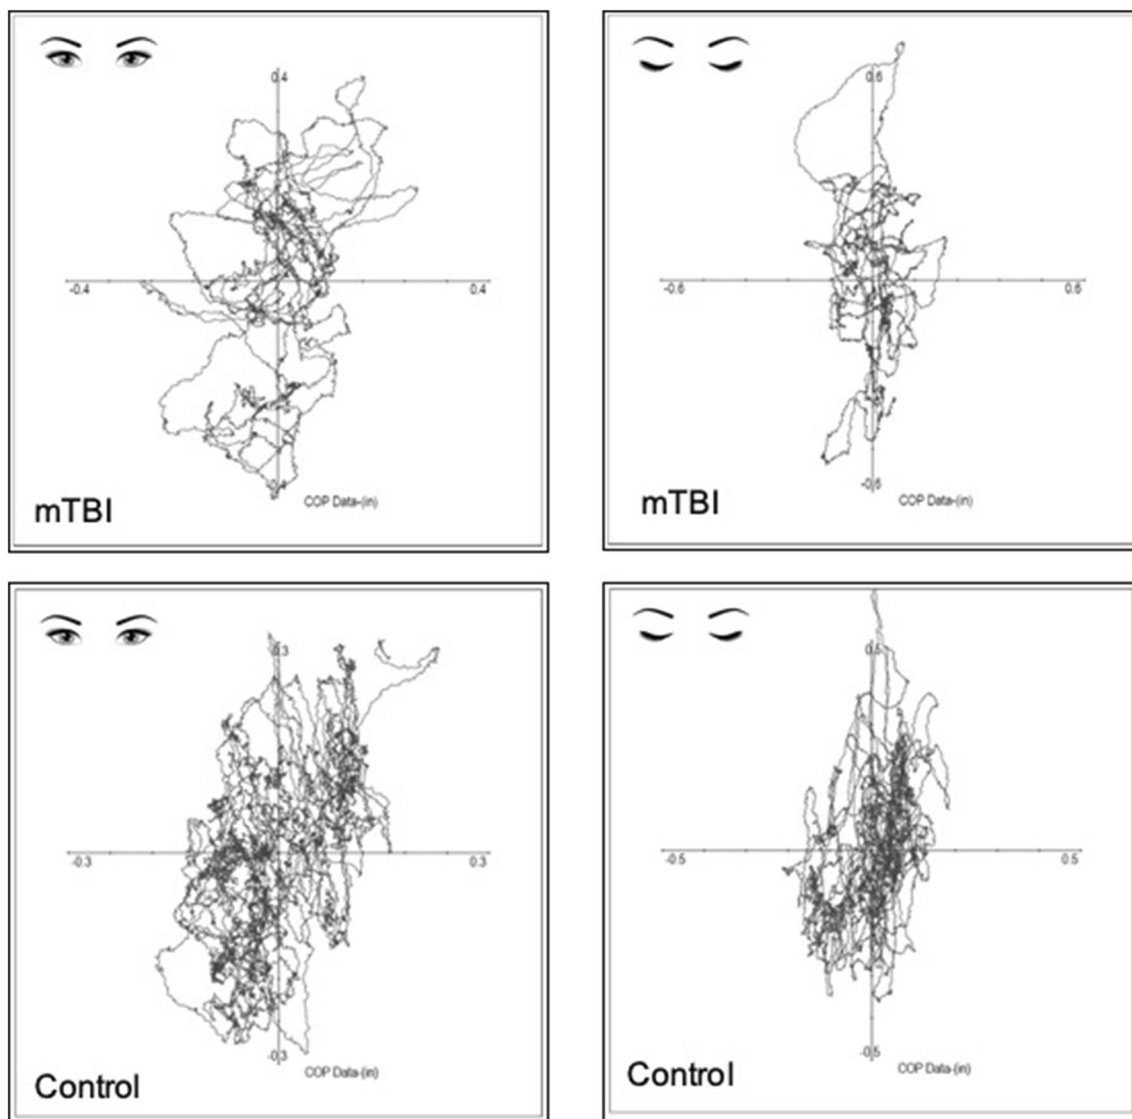 0.4
-0.4 0.4
-0.4
COP Data-(in)
mTBI
0.6
-0.6 0.6
-0.6
COP Data-(in)
mTBI
0.3
-0.3 0.3
-0.3
COP Data-(in)
Control
0.5
-0.5 0.5
-0.5
COP Data-(in)
Control